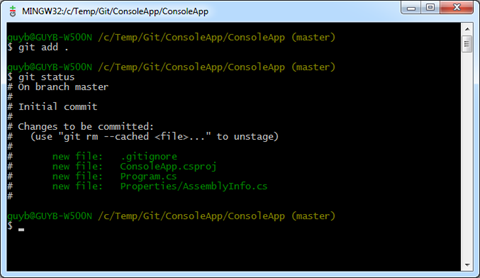 MINGW32:/c/Temp/Git/ConsoleApp/ConsoleApp
guyb@GUYB-W500N /c/Temp/Git/ConsoleApp/ConsoleApp (master)
$ git add .
guyb@GUYB-W500N /c/Temp/Git/ConsoleApp/ConsoleApp (master)
$ git status
# On branch master
#
# Initial commit
#
# Changes to be committed:
#   (use "git rm --cached <file>..." to unstage)
#
#       new file:   .gitignore
#       new file:   ConsoleApp.csproj
#       new file:   Program.cs
#       new file:   Properties/AssemblyInfo.cs
#
guyb@GUYB-W500N /c/Temp/Git/ConsoleApp/ConsoleApp (master)
$